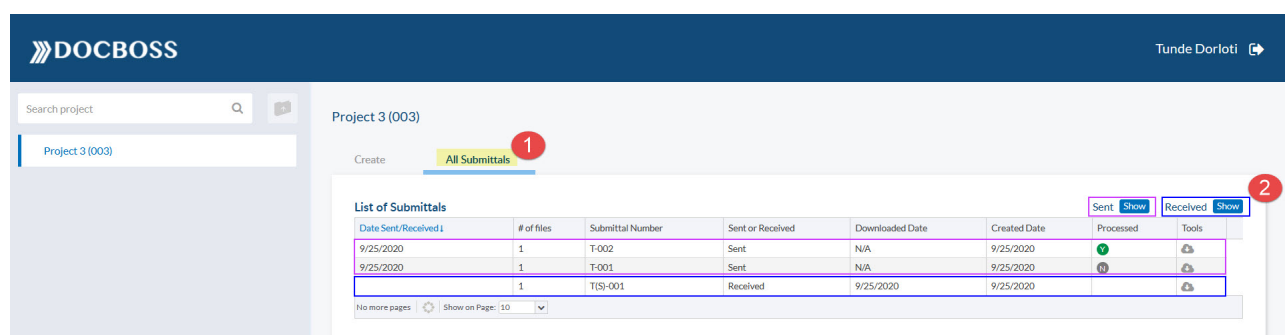 DOCBOSS
Tunde Dorloti
Search project
Project 3 (003)
Project 3 (003)
1
Create All Submittals
2
List of Submittals Sent Show Received Show
Date Sent/Received↓ # of files Submittal Number Sent or Received Downloaded Date Created Date Processed Tools
9/25/2020 1 T-002 Sent N/A 9/25/2020 Y
9/25/2020 1 T-001 Sent N/A 9/25/2020 N
1 T(S)-001 Received 9/25/2020 9/25/2020
No more pages Show on Page: 10